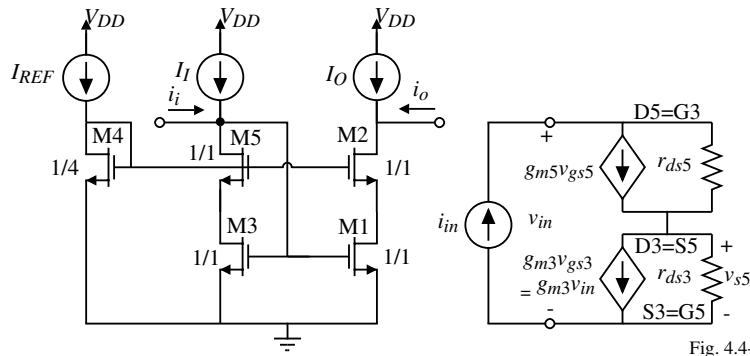 VDD VDD VDD
IREF
II
IO
ii
io
M4 M5 M2
1/4 1/1 1/1
M3 M1
1/1 1/1
D5=G3
+
gm5vgs5
rds5
iin
vin
D3=S5
+
gm3vgs3
= gm3vin
rds3
vs5
-
S3=G5
-
Fig. 4.4-